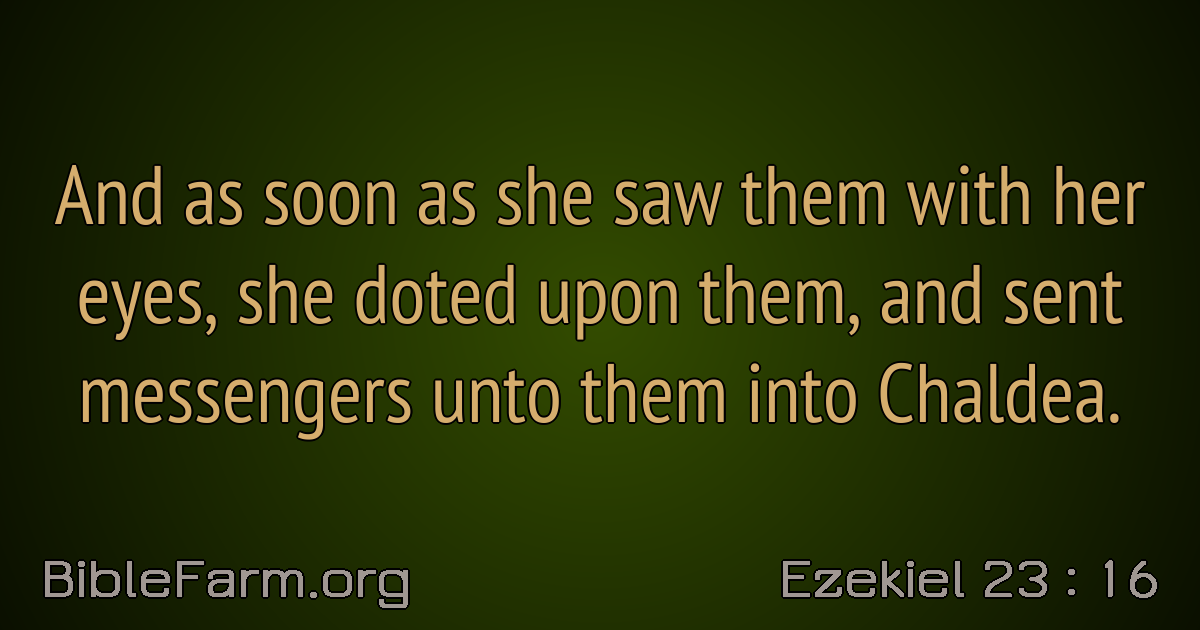 And as soon as she saw them with her
eyes, she doted upon them, and sent
messengers unto them into Chaldea.
BibleFarm.org
Ezekiel 23 : 16